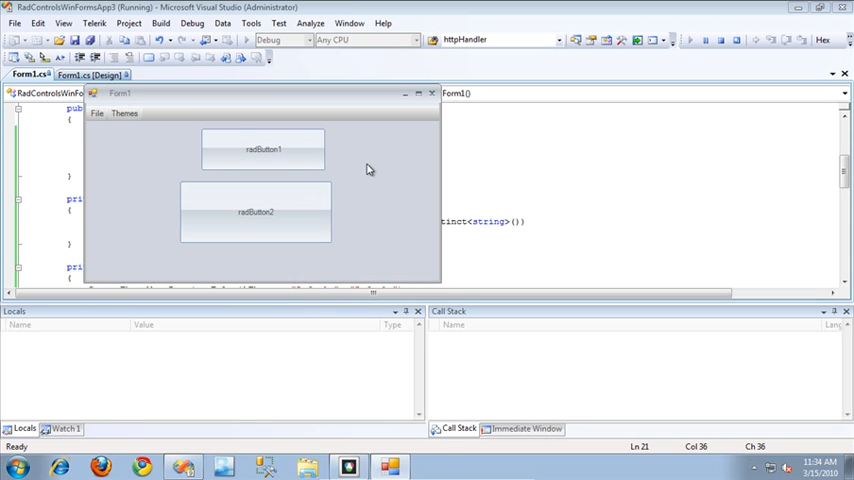 RadControlsWinFormsApp3 (Running) - Microsoft Visual Studio (Administrator)
File Edit View Telerik Project Build Debug Data Tools Test Analyze Window Help
Debug Any CPU httpHandler Hex
Form1.cs Form1.cs [Design]
RadControlsWinFo Form1()
Form1
pub
{
File Themes
radButton1
}
pri
{
radButton2
tinct<string>())
}
pri
{
Locals Call Stack
Name Value Type Name Lang
Locals Watch 1 Call Stack Immediate Window
Ready Ln 21 Col 36 Ch 36
11:34 AM
3/15/2010